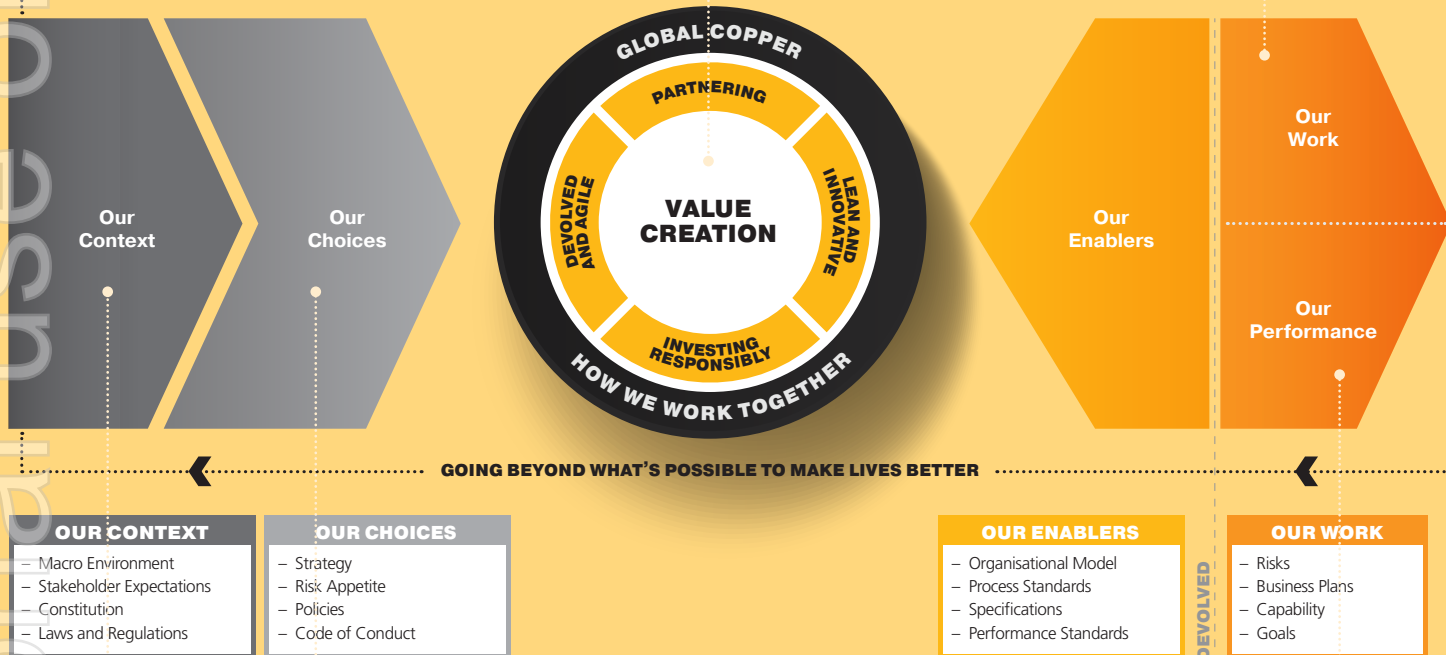 GLOBAL COPPER
PARTNERING
DEVOLVED
AND AGILE
VALUE
CREATION
LEAN AND
INNOVATIVE
INVESTING
RESPONSIBLY
HOW WE WORK TOGETHER
Our
Context
Our
Choices
Our
Enablers
Our
Work
Our
Performance
GOING BEYOND WHAT'S POSSIBLE TO MAKE LIVES BETTER
OUR CONTEXT
– Macro Environment
– Stakeholder Expectations
– Constitution
– Laws and Regulations
OUR CHOICES
– Strategy
– Risk Appetite
– Policies
– Code of Conduct
OUR ENABLERS
– Organisational Model
– Process Standards
– Specifications
– Performance Standards
DEVOLVED
OUR WORK
– Risks
– Business Plans
– Capability
– Goals
use